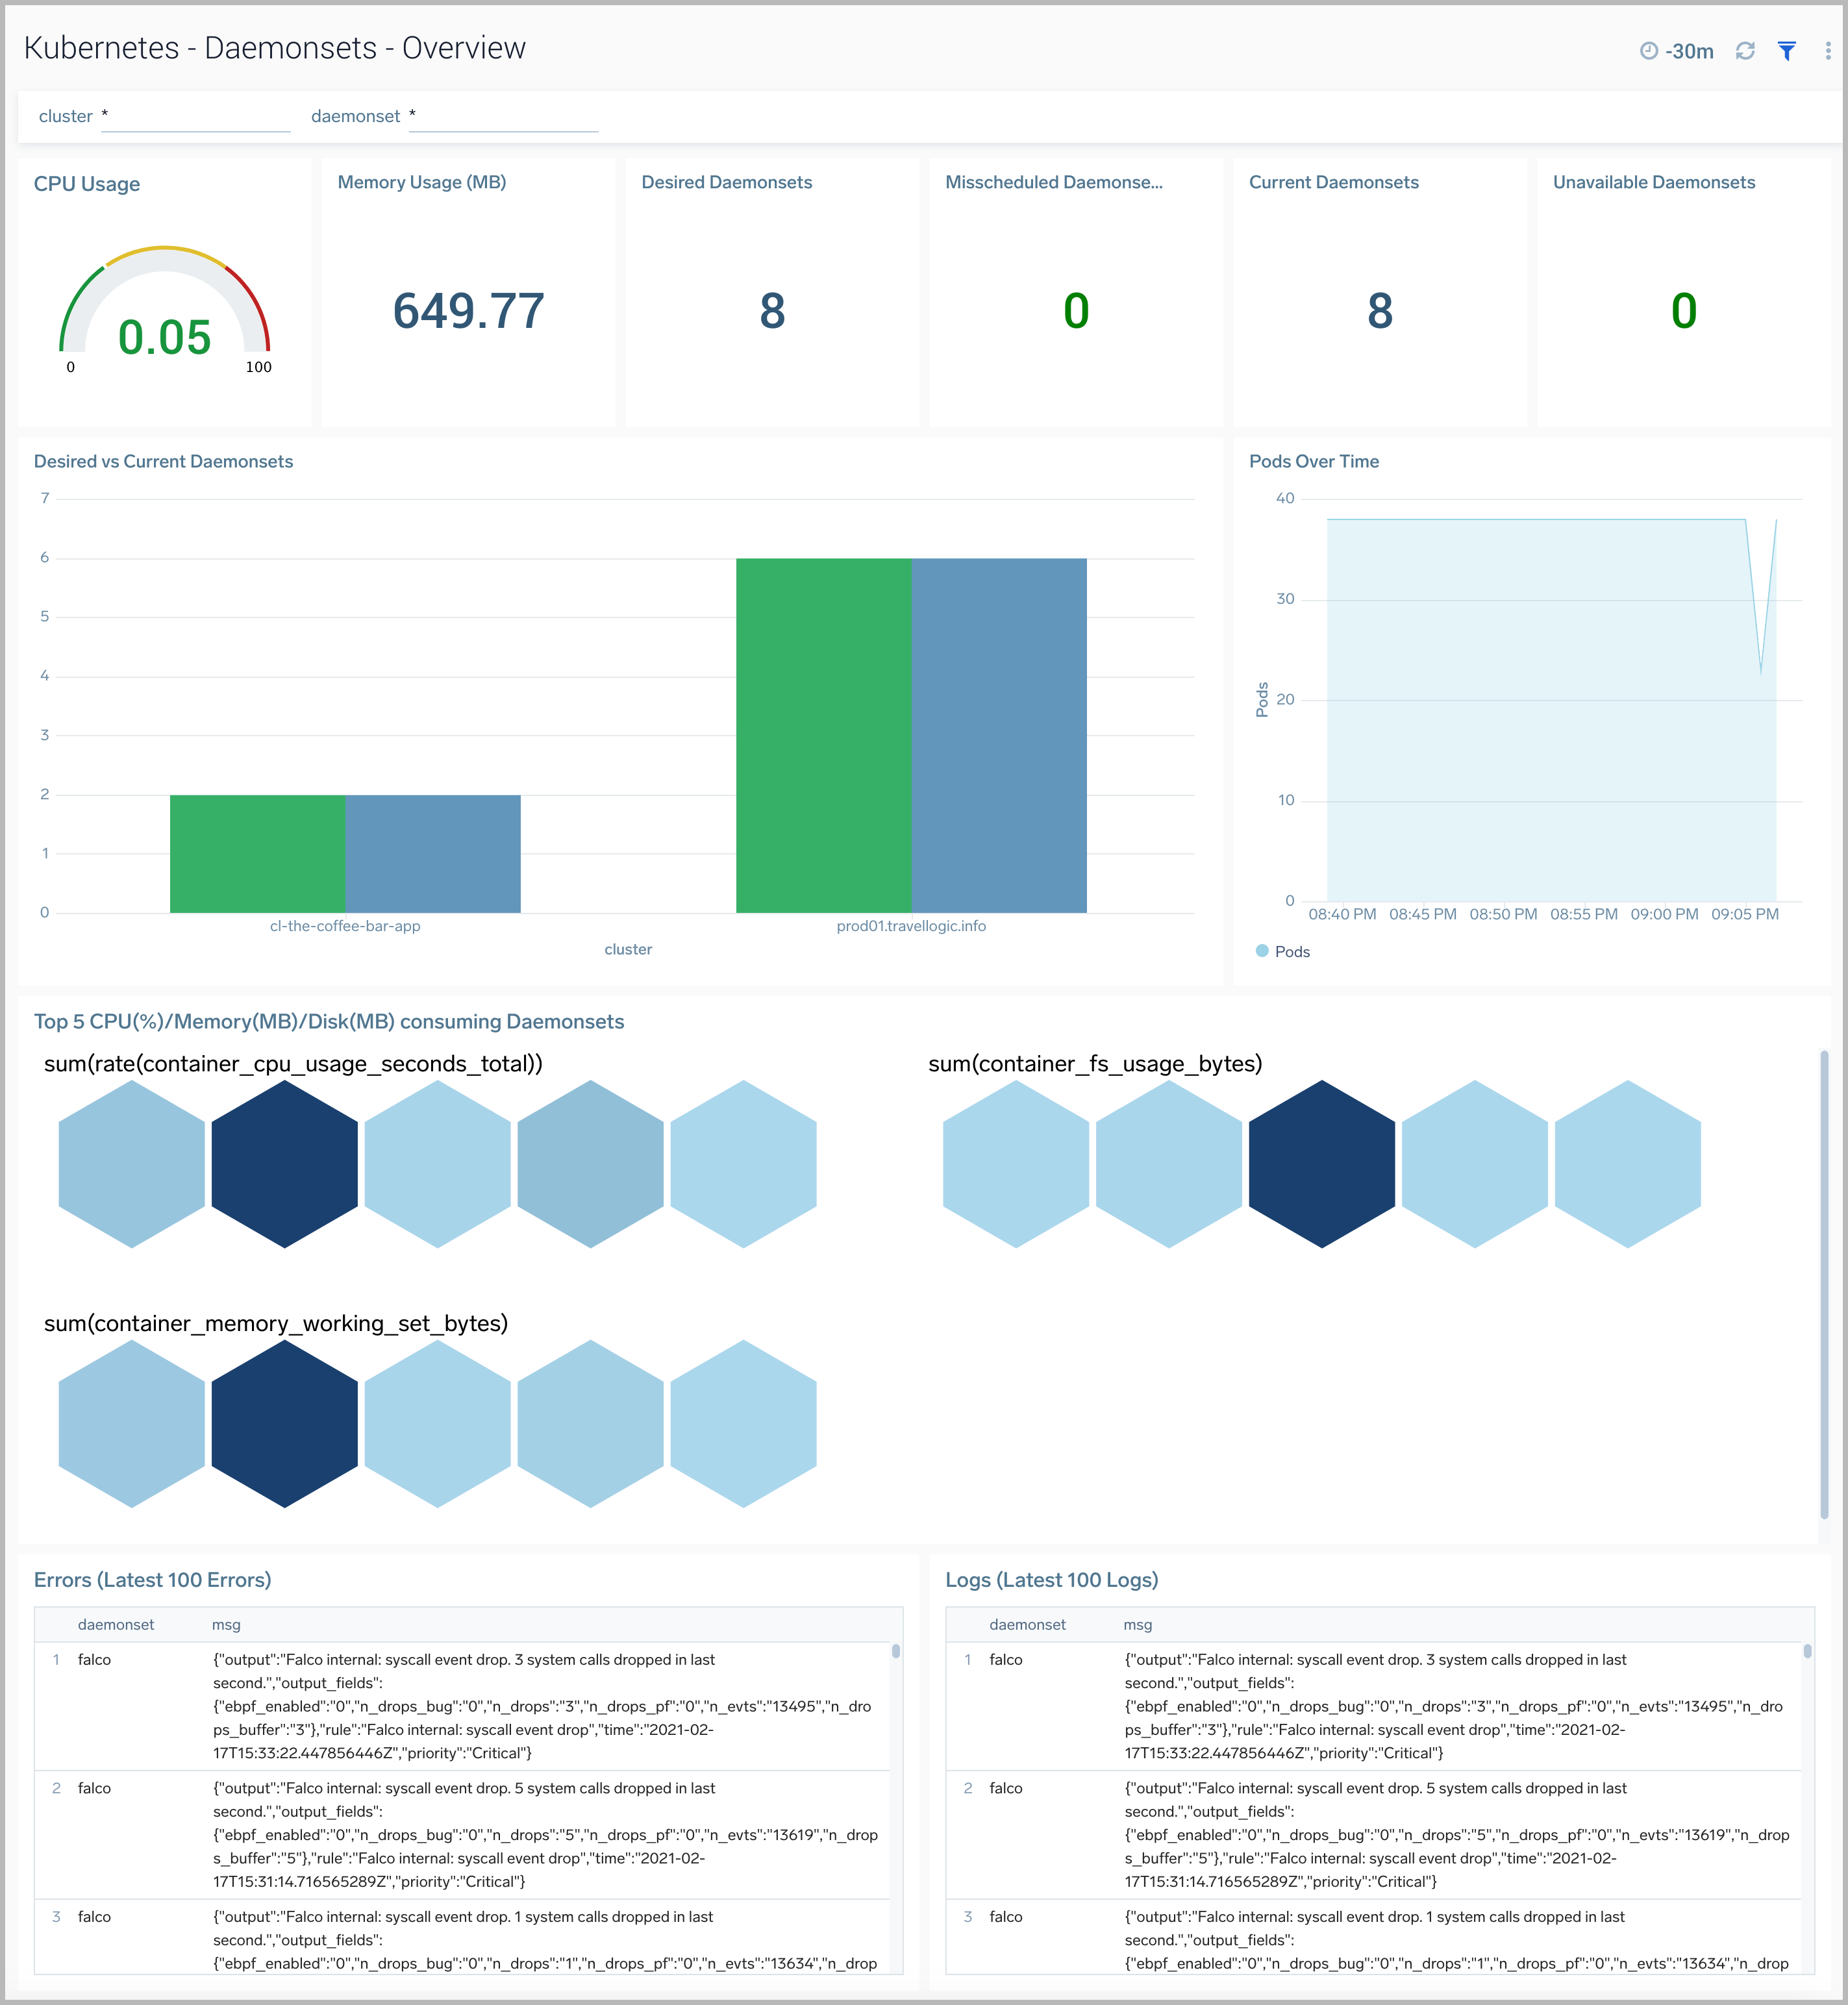 Kubernetes - Daemonsets - Overview
-30m
cluster *
daemonset *
CPU Usage
0.05
0
100
Memory Usage (MB)
649.77
Desired Daemonsets
8
Misscheduled Daemonse...
0
Current Daemonsets
8
Unavailable Daemonsets
0
Desired vs Current Daemonsets
7
6
5
4
3
2
1
0
cl-the-coffee-bar-app
prod01.travellogic.info
cluster
Pods Over Time
Pods
40
30
20
10
0
08:40 PM
08:45 PM
08:50 PM
08:55 PM
09:00 PM
09:05 PM
Pods
Top 5 CPU(%)/Memory(MB)/Disk(MB) consuming Daemonsets
sum(rate(container_cpu_usage_seconds_total))
sum(container_fs_usage_bytes)
sum(container_memory_working_set_bytes)
Errors (Latest 100 Errors)
daemonset msg
1 falco {"output":"Falco internal: syscall event drop. 3 system calls dropped in last
second.","output_fields":
{"ebpf_enabled":"0","n_drops_bug":"0","n_drops":"3","n_drops_pf":"0","n_evts":"13495","n_dro
ps_buffer":"3"},"rule":"Falco internal: syscall event drop","time":"2021-02-
17T15:33:22.447856446Z","priority":"Critical"}
2 falco {"output":"Falco internal: syscall event drop. 5 system calls dropped in last
second.","output_fields":
{"ebpf_enabled":"0","n_drops_bug":"0","n_drops":"5","n_drops_pf":"0","n_evts":"13619","n_drop
s_buffer":"5"},"rule":"Falco internal: syscall event drop","time":"2021-02-
17T15:31:14.716565289Z","priority":"Critical"}
3 falco {"output":"Falco internal: syscall event drop. 1 system calls dropped in last
second.","output_fields":
{"ebpf_enabled":"0","n_drops_bug":"0","n_drops":"1","n_drops_pf":"0","n_evts":"13634","n_drop
Logs (Latest 100 Logs)
daemonset msg
1 falco {"output":"Falco internal: syscall event drop. 3 system calls dropped in last
second.","output_fields":
{"ebpf_enabled":"0","n_drops_bug":"0","n_drops":"3","n_drops_pf":"0","n_evts":"13495","n_dro
ps_buffer":"3"},"rule":"Falco internal: syscall event drop","time":"2021-02-
17T15:33:22.447856446Z","priority":"Critical"}
2 falco {"output":"Falco internal: syscall event drop. 5 system calls dropped in last
second.","output_fields":
{"ebpf_enabled":"0","n_drops_bug":"0","n_drops":"5","n_drops_pf":"0","n_evts":"13619","n_drop
s_buffer":"5"},"rule":"Falco internal: syscall event drop","time":"2021-02-
17T15:31:14.716565289Z","priority":"Critical"}
3 falco {"output":"Falco internal: syscall event drop. 1 system calls dropped in last
second.","output_fields":
{"ebpf_enabled":"0","n_drops_bug":"0","n_drops":"1","n_drops_pf":"0","n_evts":"13634","n_drop